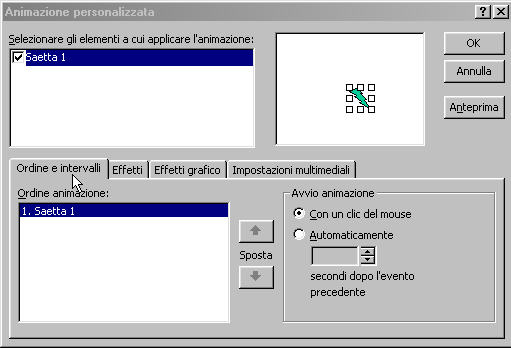 Animazione personalizzata
Selezionare gli elementi a cui applicare l'animazione:
Saetta 1
OK
Annulla
Anteprima
Ordine e intervalli
Effetti
Effetti grafico
Impostazioni multimediali
Ordine animazione:
1. Saetta 1
Sposta
Avvio animazione
Con un clic del mouse
Automaticamente
secondi dopo l'evento
precedente